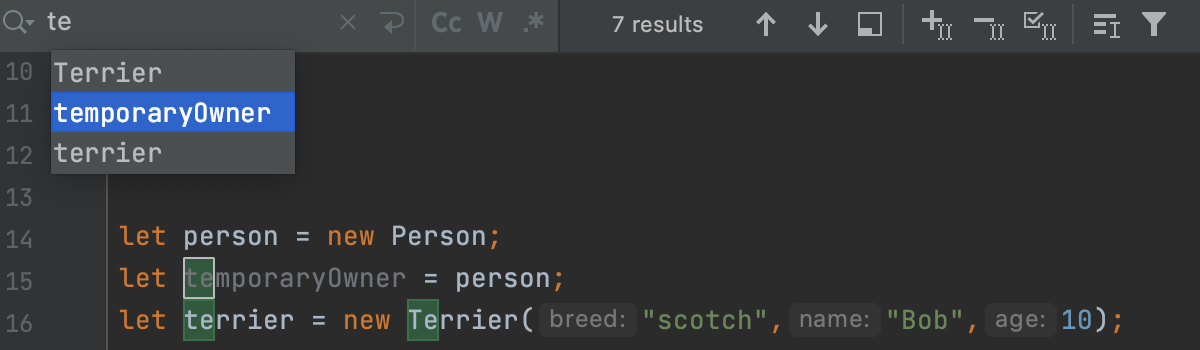 te
Cc W .*
7 results
10 Terrier
11 temporaryOwner
12 terrier
13
14 let person = new Person;
15 let temporaryOwner = person;
16 let terrier = new Terrier( breed: "scotch", name: "Bob", age: 10);